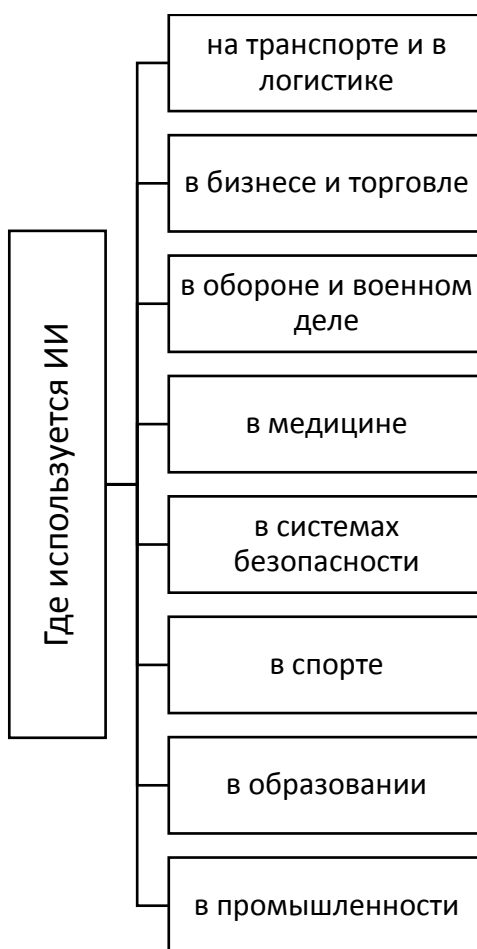 Где используется ИИ
на транспорте и в
логистике
в бизнесе и торговле
в обороне и военном
деле
в медицине
в системах
безопасности
в спорте
в образовании
в промышленности